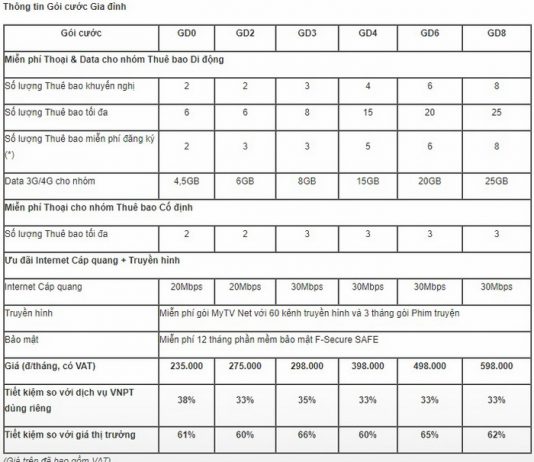 Thông tin Gói cước Gia đình
Gói cước GD0 GD2 GD3 GD4 GD6 GD8
Miễn phí Thoại & Data cho nhóm Thuê bao Di động
Số lượng Thuê bao khuyến nghị 2 2 3 4 6 8
Số lượng Thuê bao tối đa 6 6 8 15 20 25
Số lượng Thuê bao miễn phí đăng ký
(*) 2 3 3 5 6 8
Data 3G/4G cho nhóm 4,5GB 6GB 8GB 15GB 20GB 25GB
Miễn phí Thoại cho nhóm Thuê bao Cố định
Số lượng Thuê bao tối đa 2 2 3 3 3 3
Ưu đãi Internet Cáp quang + Truyền hình
Internet Cáp quang 20Mbps 20Mbps 30Mbps 30Mbps 30Mbps 30Mbps
Truyền hình Miễn phí gói MyTV Net với 60 kênh truyền hình và 3 tháng gói Phim truyện
Bảo mật Miễn phí 12 tháng phần mềm bảo mật F-Secure SAFE
Giá (đ/tháng, có VAT) 235.000 275.000 298.000 398.000 498.000 598.000
Tiết kiệm so với dịch vụ VNPT
dùng riêng 38% 33% 35% 33% 33% 33%
Tiết kiệm so với giá thị trường 61% 60% 66% 60% 65% 62%
(Giá trên đã bao gồm VAT)